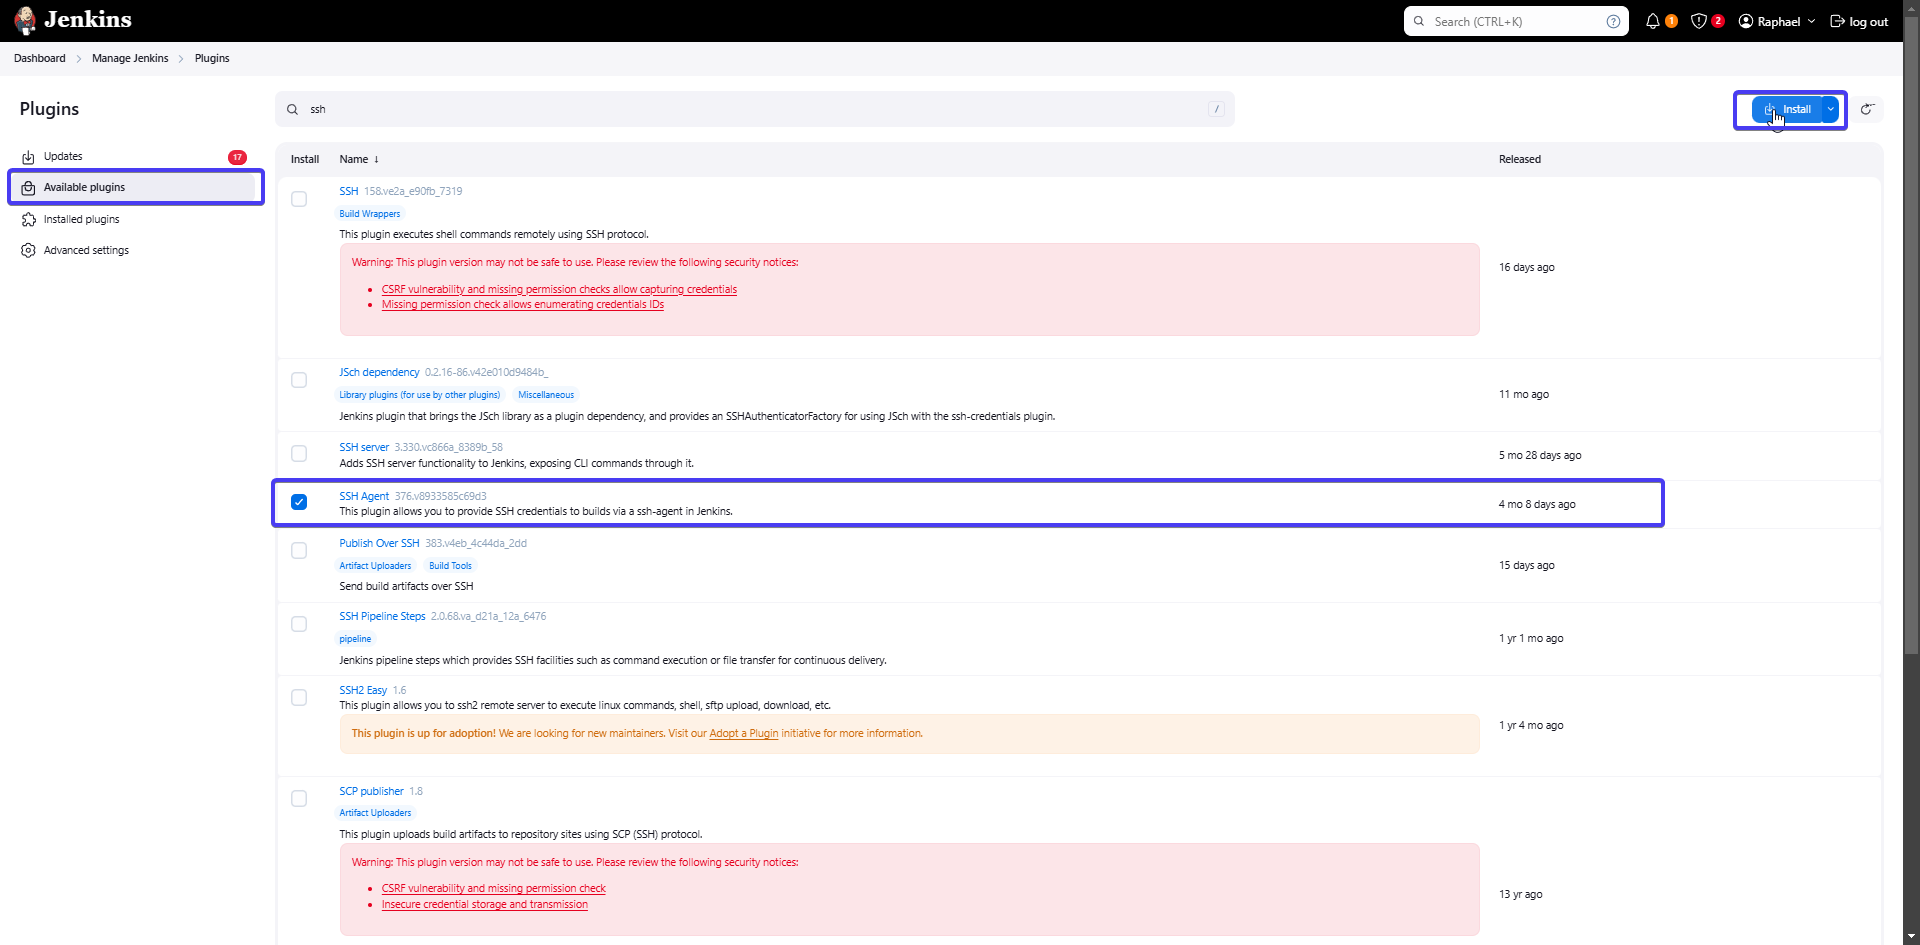 Jenkins
Search (CTRL+K)
?
1
2
Raphael
log out
Dashboard
Manage Jenkins
Plugins
Plugins
ssh
/
Install
Updates
17
Available plugins
Installed plugins
Advanced settings
Install
Name ↓
Released
SSH 158.ve2a_e90fb_7319
Build Wrappers
This plugin executes shell commands remotely using SSH protocol.
Warning: This plugin version may not be safe to use. Please review the following security notices:
• CSRF vulnerability and missing permission checks allow capturing credentials
• Missing permission check allows enumerating credentials IDs
16 days ago
JSch dependency 0.2.16-86.v42e010d9484b_
Library plugins (for use by other plugins) Miscellaneous
Jenkins plugin that brings the JSch library as a plugin dependency, and provides an SSHAuthenticatorFactory for using JSch with the ssh-credentials plugin.
11 mo ago
SSH server 3.330.vc866a_8389b_58
Adds SSH server functionality to Jenkins, exposing CLI commands through it.
5 mo 28 days ago
SSH Agent 376.v8933585c69d3
This plugin allows you to provide SSH credentials to builds via a ssh-agent in Jenkins.
4 mo 8 days ago
Publish Over SSH 383.v4eb_4c44da_2dd
Artifact Uploaders Build Tools
Send build artifacts over SSH
15 days ago
SSH Pipeline Steps 2.0.68.va_d21a_12a_6476
pipeline
Jenkins pipeline steps which provides SSH facilities such as command execution or file transfer for continuous delivery.
1 yr 1 mo ago
SSH2 Easy 1.6
This plugin allows you to ssh2 remote server to execute linux commands, shell, sftp upload, download, etc.
This plugin is up for adoption! We are looking for new maintainers. Visit our Adopt a Plugin initiative for more information.
1 yr 4 mo ago
SCP publisher 1.8
Artifact Uploaders
This plugin uploads build artifacts to repository sites using SCP (SSH) protocol.
Warning: This plugin version may not be safe to use. Please review the following security notices:
• CSRF vulnerability and missing permission check
• Insecure credential storage and transmission
13 yr ago